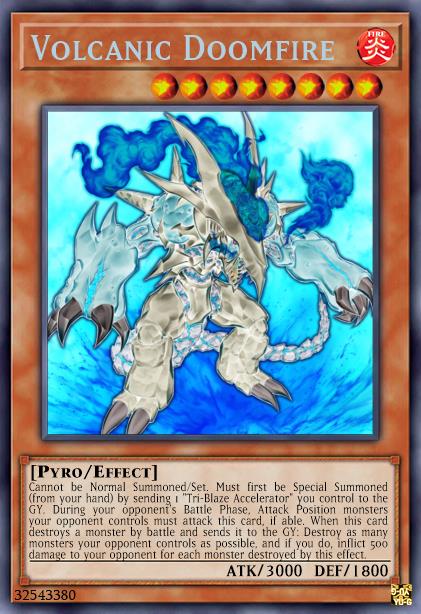 VOLCANIC DOOMFIRE
FIRE
炎
[PYRO/EFFECT]
Cannot be Normal Summoned/Set. Must first be Special Summoned
(from your hand) by sending 1 "Tri-Blaze Accelerator" you control to the
GY. During your opponent's Battle Phase, Attack Position monsters
your opponent controls must attack this card, if able. When this card
destroys a monster by battle and sends it to the GY: Destroy as many
monsters your opponent controls as possible, and if you do, inflict 500
damage to your opponent for each monster destroyed by this effect.
ATK/3000 DEF/1800
32543380